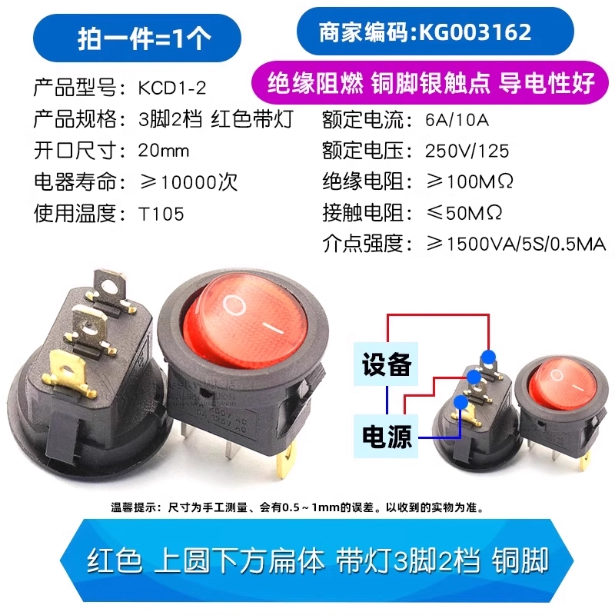 拍一件=1个
商家编码:KG003162
产品型号: KCD1-2
绝缘阻燃 铜脚银触点 导电性好
产品规格: 3脚2档 红色带灯
额定电流: 6A/10A
开口尺寸: 20mm
额定电压: 250V/125
电器寿命: ≥10000次
绝缘电阻: ≥100MΩ
使用温度: T105
接触电阻: ≤50MΩ
介点强度: ≥1500VA/5S/0.5MA
设备
电源
温馨提示: 尺寸为手工测量、会有0.5~1mm的误差。以收到的实物为准。
红色 上圆下方扁体 带灯3脚2档 铜脚